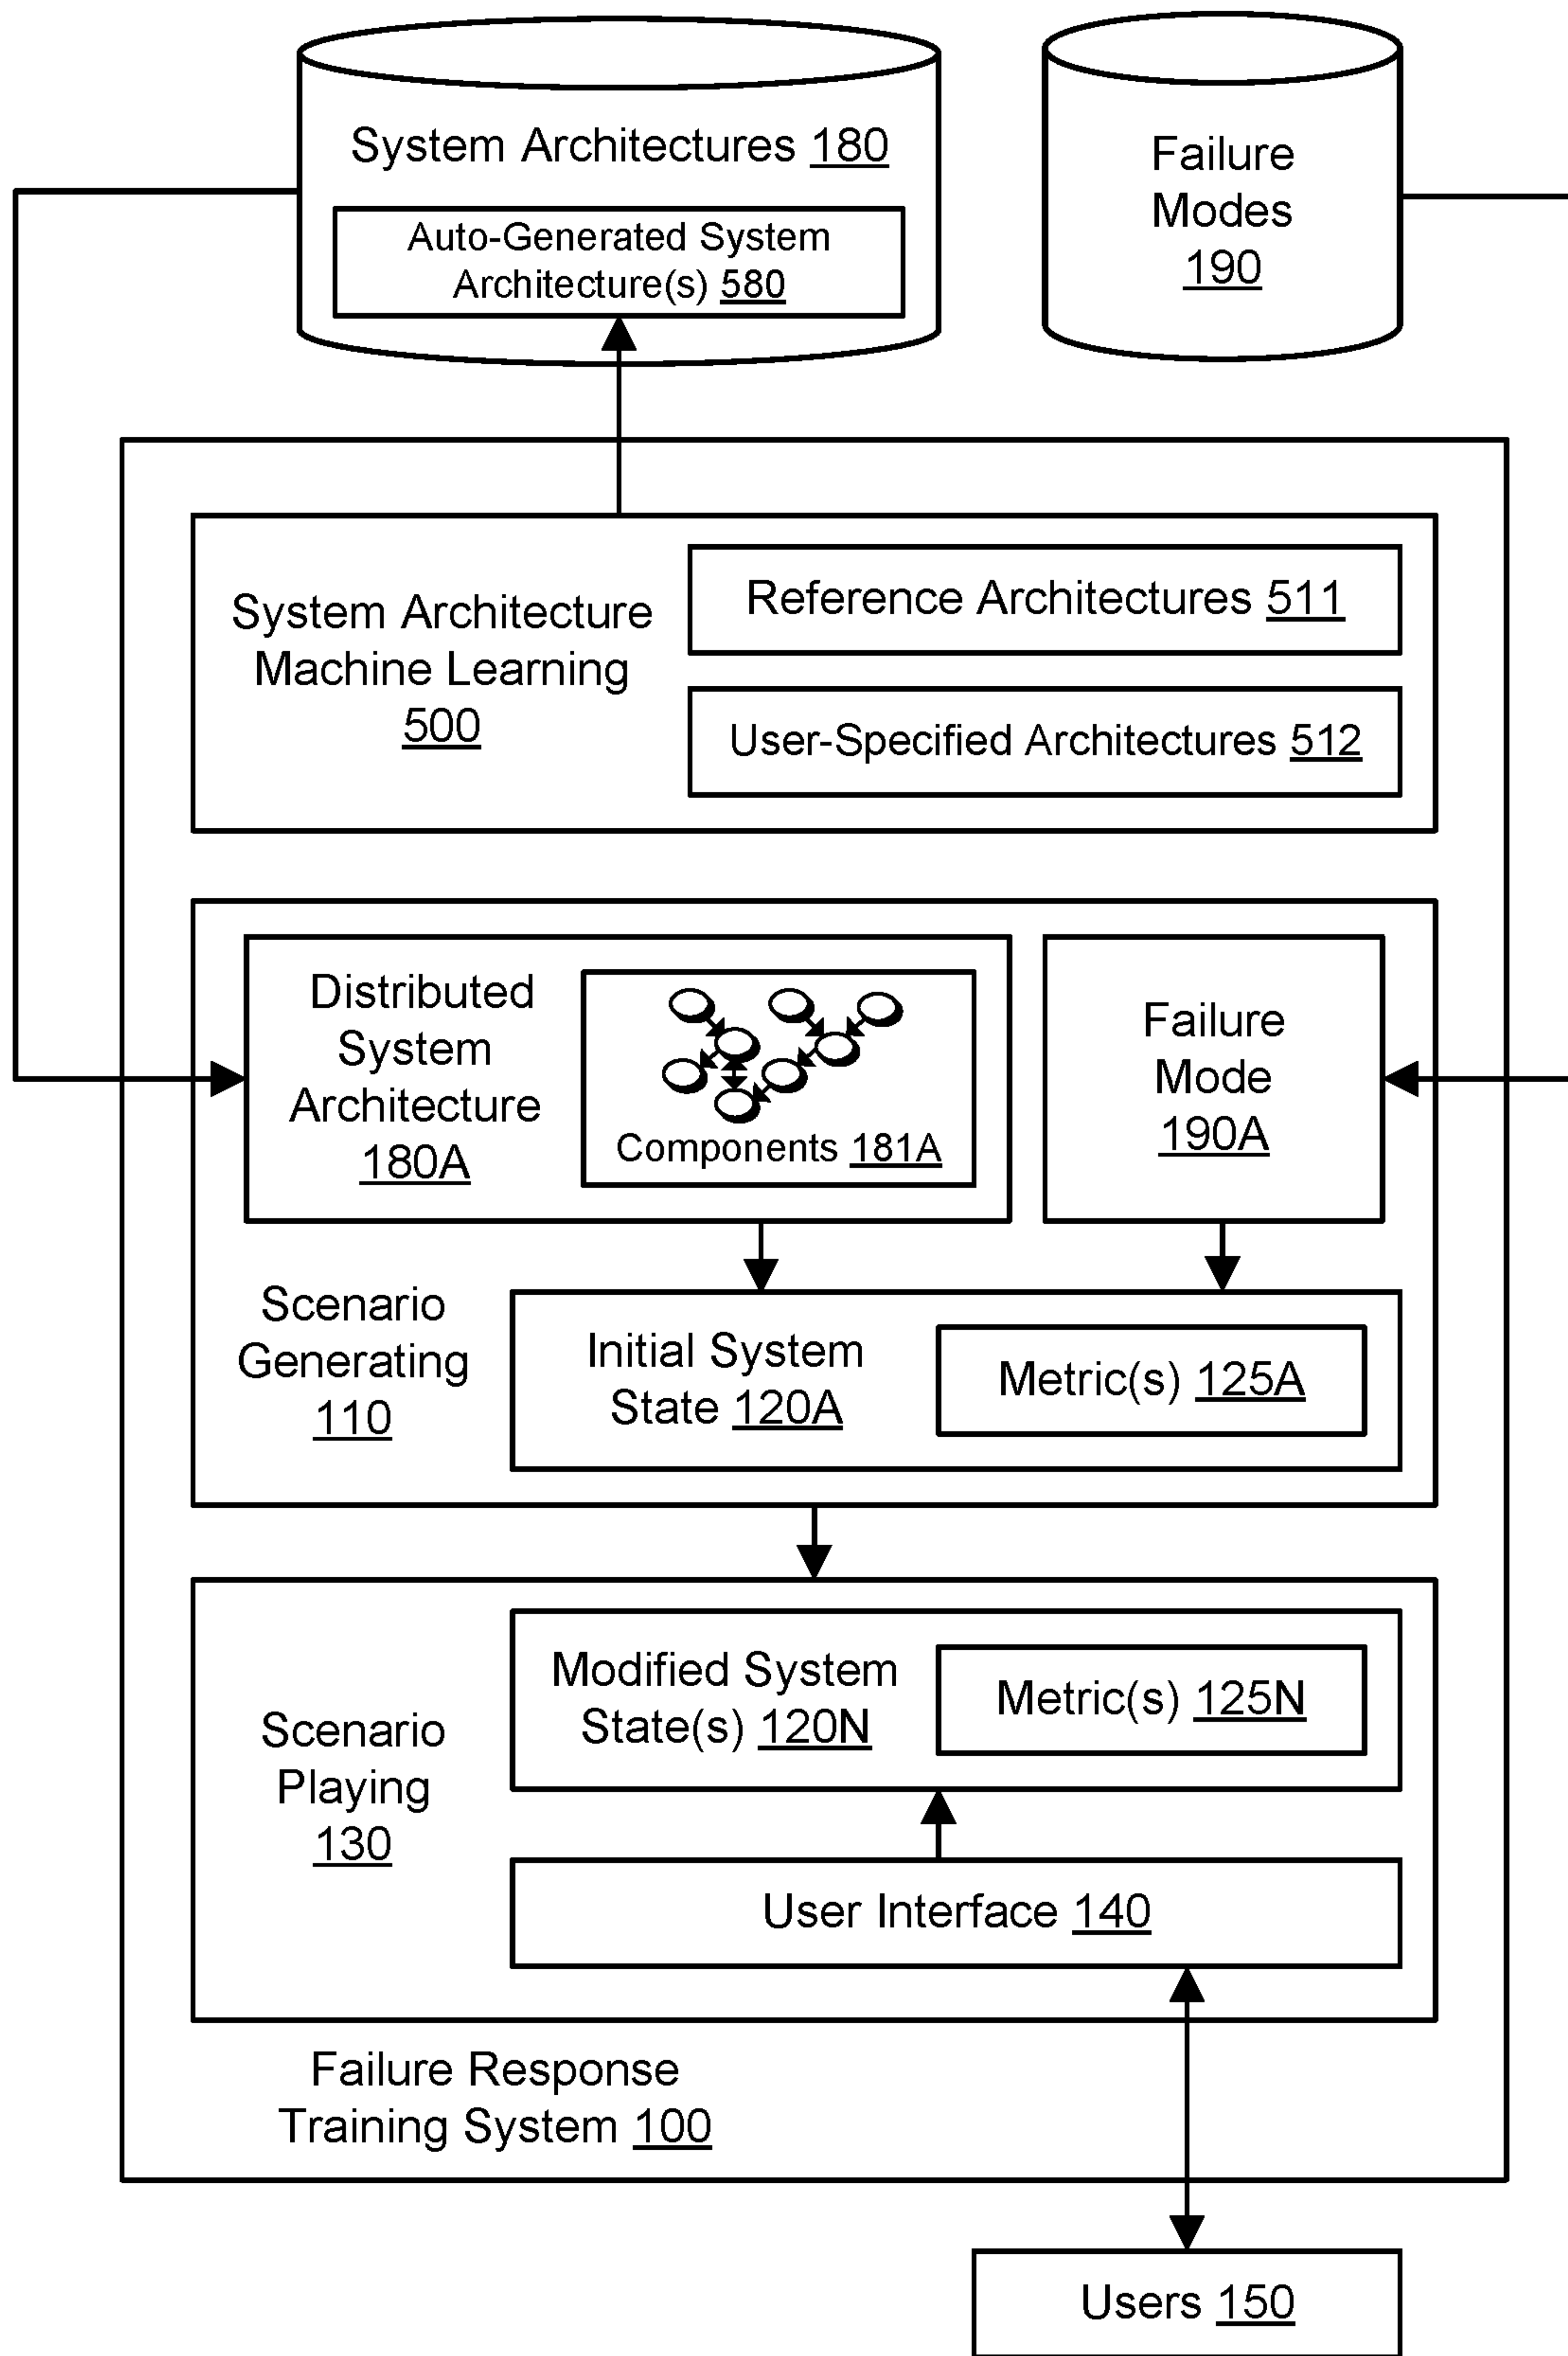 System Architectures 180
Auto-Generated System
Architecture(s) 580
Failure
Modes
190
System Architecture
Machine Learning
500
Reference Architectures 511
User-Specified Architectures 512
Distributed
System
Architecture
180A
Components 181A
Failure
Mode
190A
Scenario
Generating
110
Initial System
State 120A
Metric(s) 125A
Scenario
Playing
130
Modified System
State(s) 120N
Metric(s) 125N
User Interface 140
Failure Response
Training System 100
Users 150